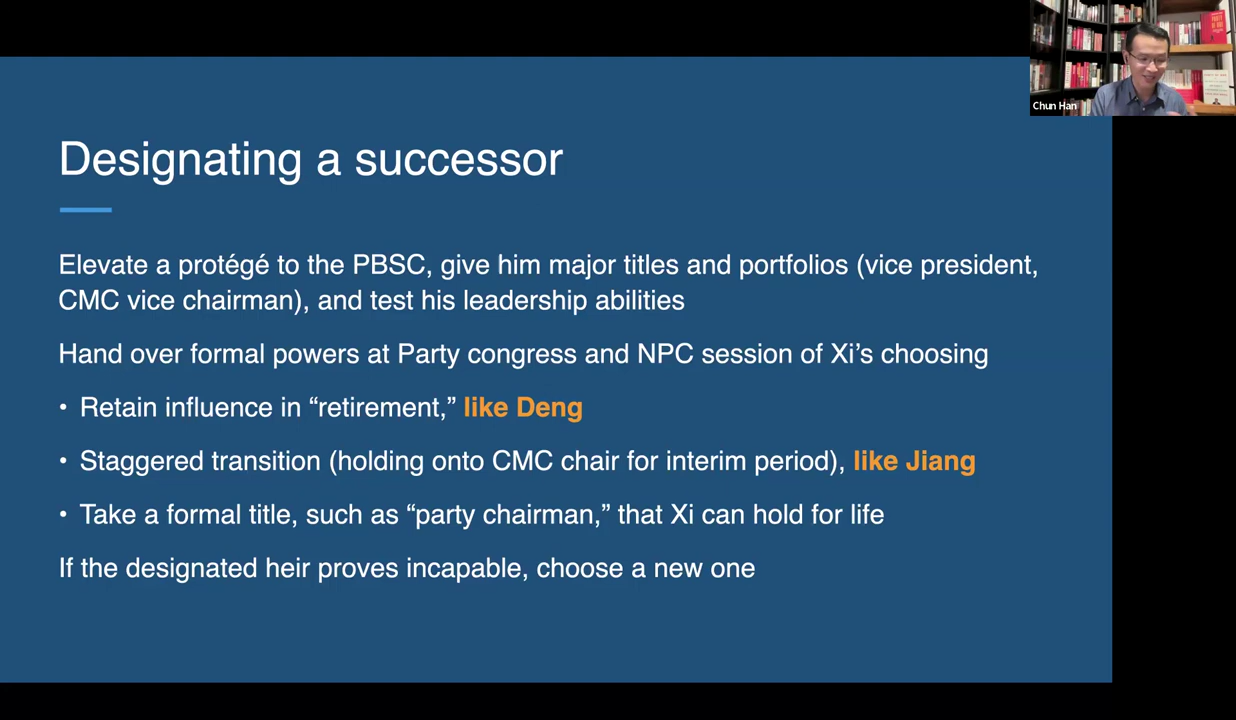 Chun Han
Designating a successor
Elevate a protégé to the PBSC, give him major titles and portfolios (vice president,
CMC vice chairman), and test his leadership abilities
Hand over formal powers at Party congress and NPC session of Xi’s choosing
• Retain influence in “retirement,” like Deng
• Staggered transition (holding onto CMC chair for interim period), like Jiang
• Take a formal title, such as “party chairman,” that Xi can hold for life
If the designated heir proves incapable, choose a new one